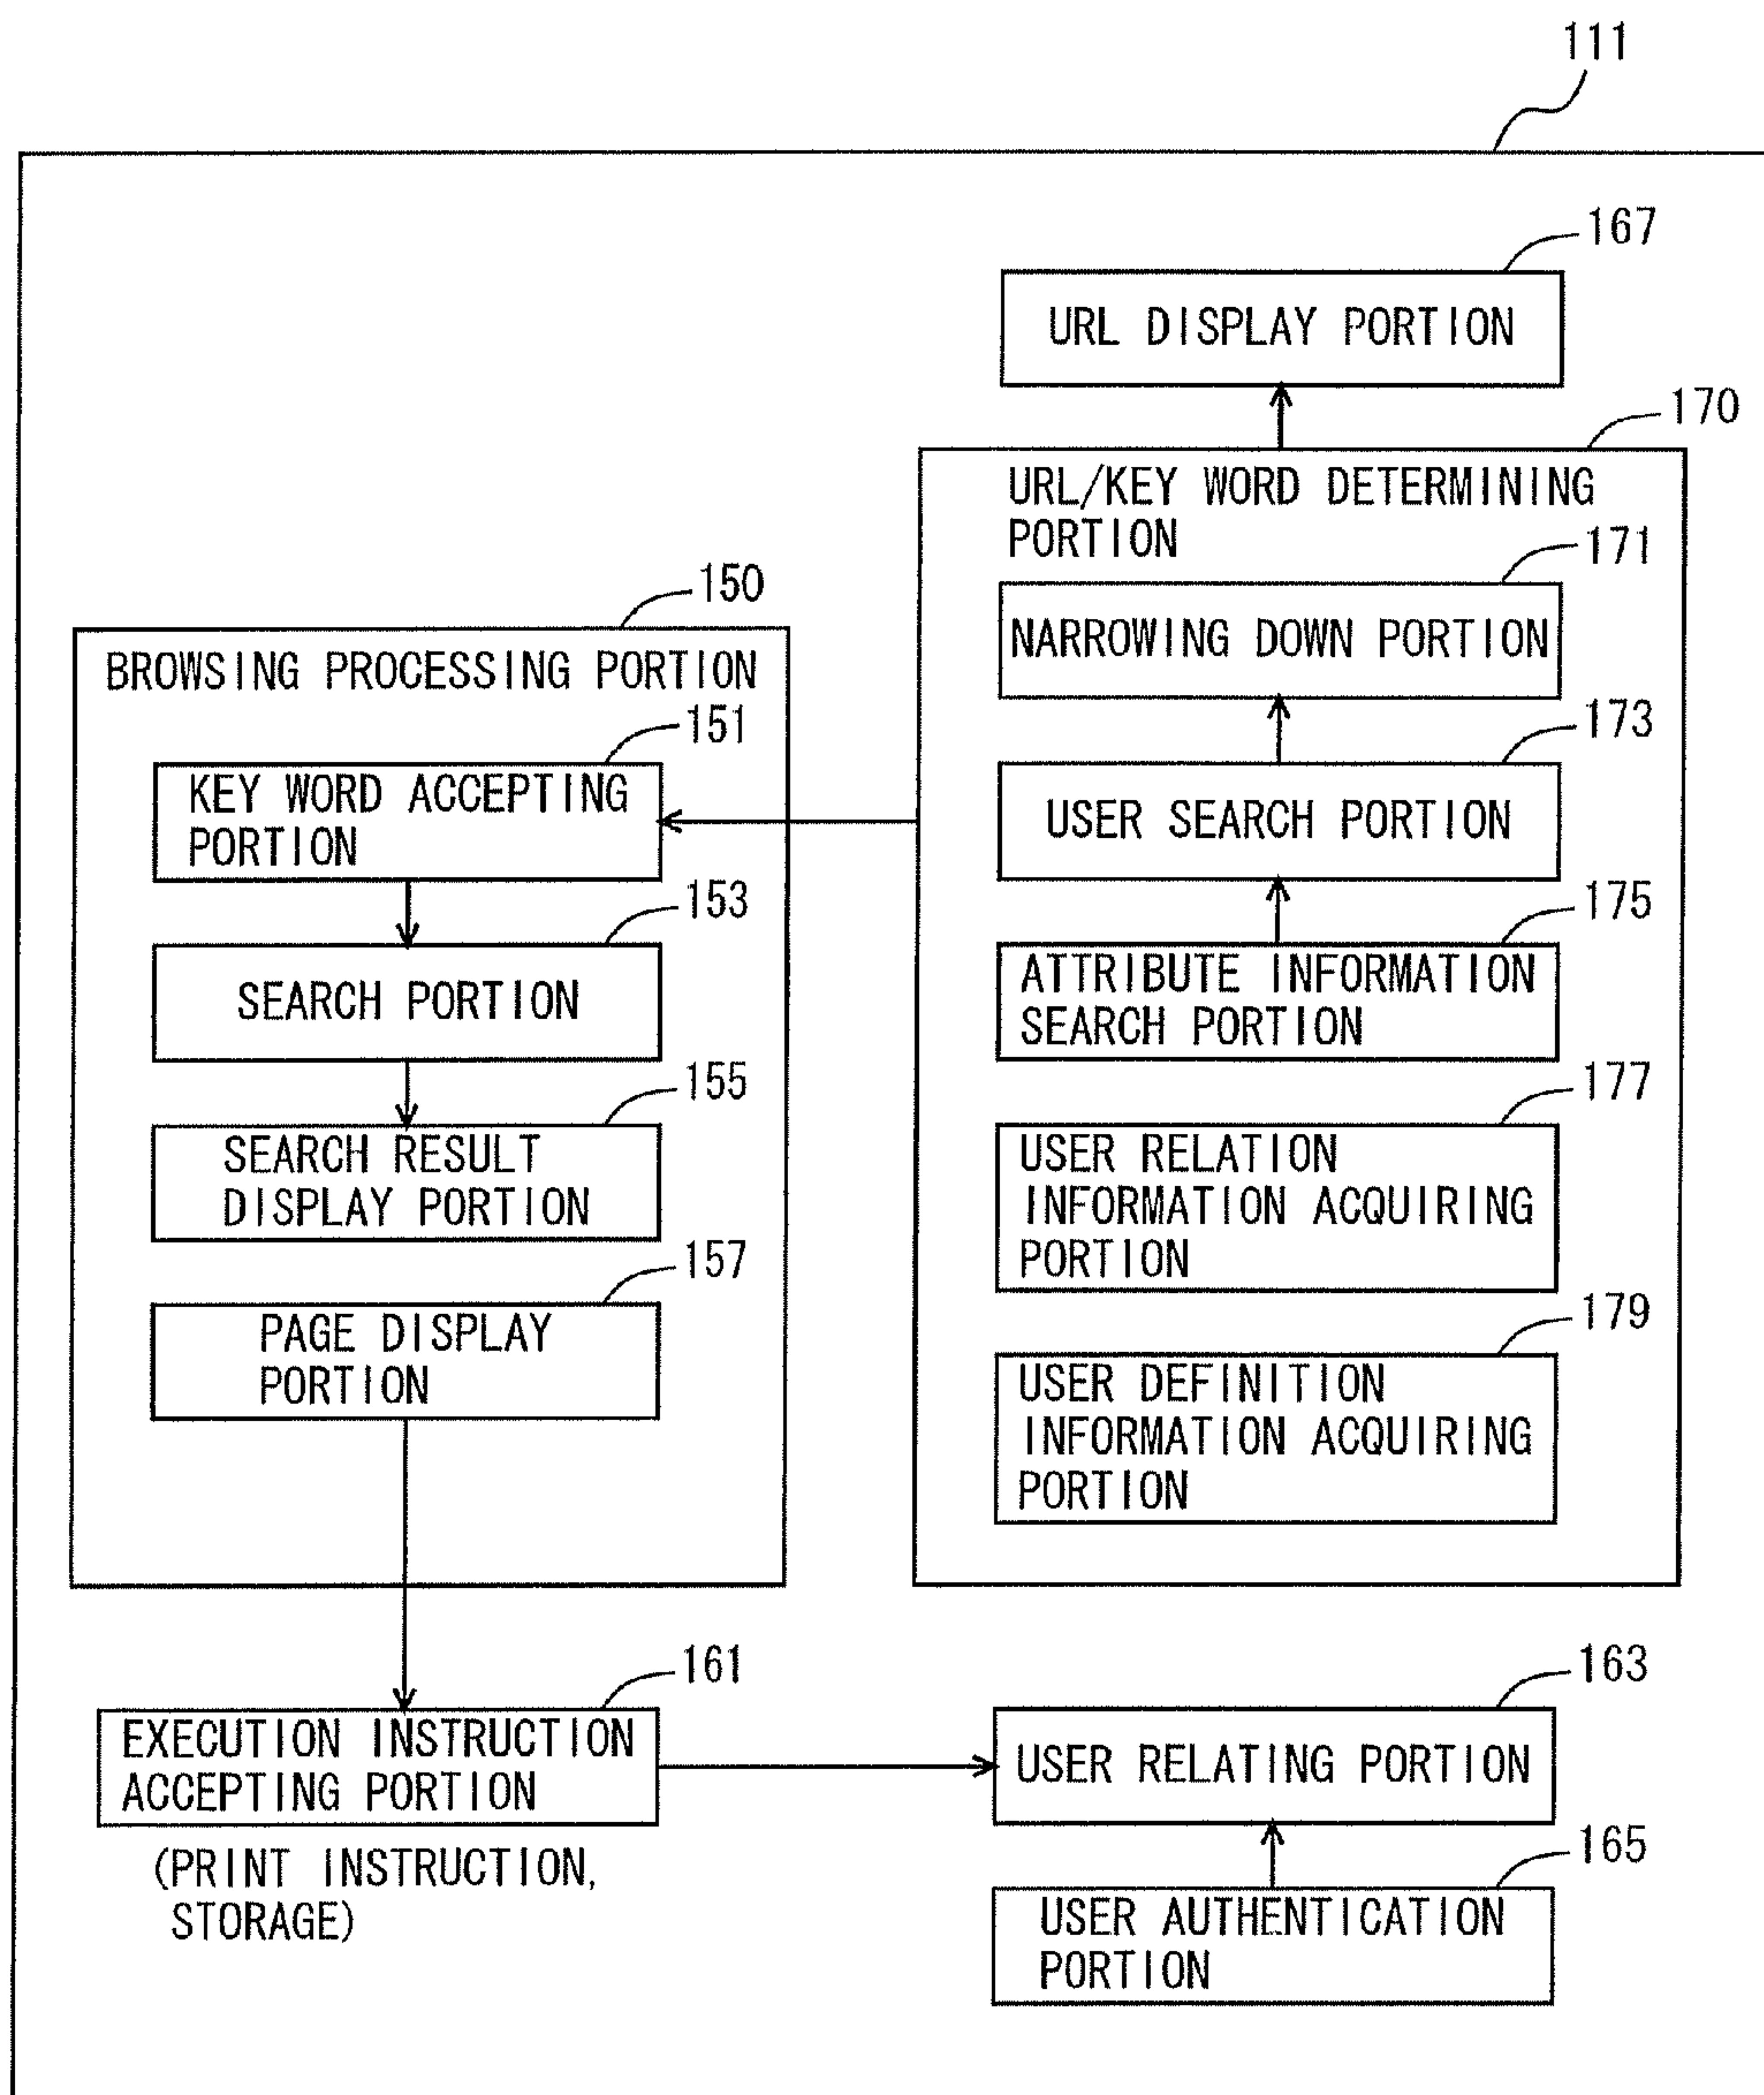 111
167
URL DISPLAY PORTION
170
URL/KEY WORD DETERMINING
PORTION
171
NARROWING DOWN PORTION
173
USER SEARCH PORTION
175
ATTRIBUTE INFORMATION
SEARCH PORTION
177
USER RELATION
INFORMATION ACQUIRING
PORTION
179
USER DEFINITION
INFORMATION ACQUIRING
PORTION
150
BROWSING PROCESSING PORTION
151
KEY WORD ACCEPTING
PORTION
153
SEARCH PORTION
155
SEARCH RESULT
DISPLAY PORTION
157
PAGE DISPLAY
PORTION
161
EXECUTION INSTRUCTION
ACCEPTING PORTION
(PRINT INSTRUCTION,
STORAGE)
163
USER RELATING PORTION
165
USER AUTHENTICATION
PORTION